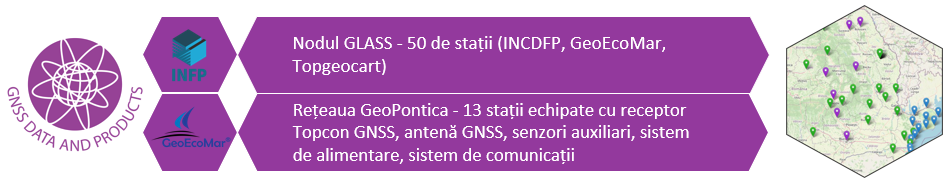 GNSS DATA AND PRODUCTS
INFP
Nodul GLASS - 50 de stații (INCDFP, GeoEcoMar,
Topgeocart)
GeoEcoMar®
Rețeaua GeoPontica - 13 stații echipate cu receptor
Topcon GNSS, antenă GNSS, senzori auxiliari, sistem
de alimentare, sistem de comunicații